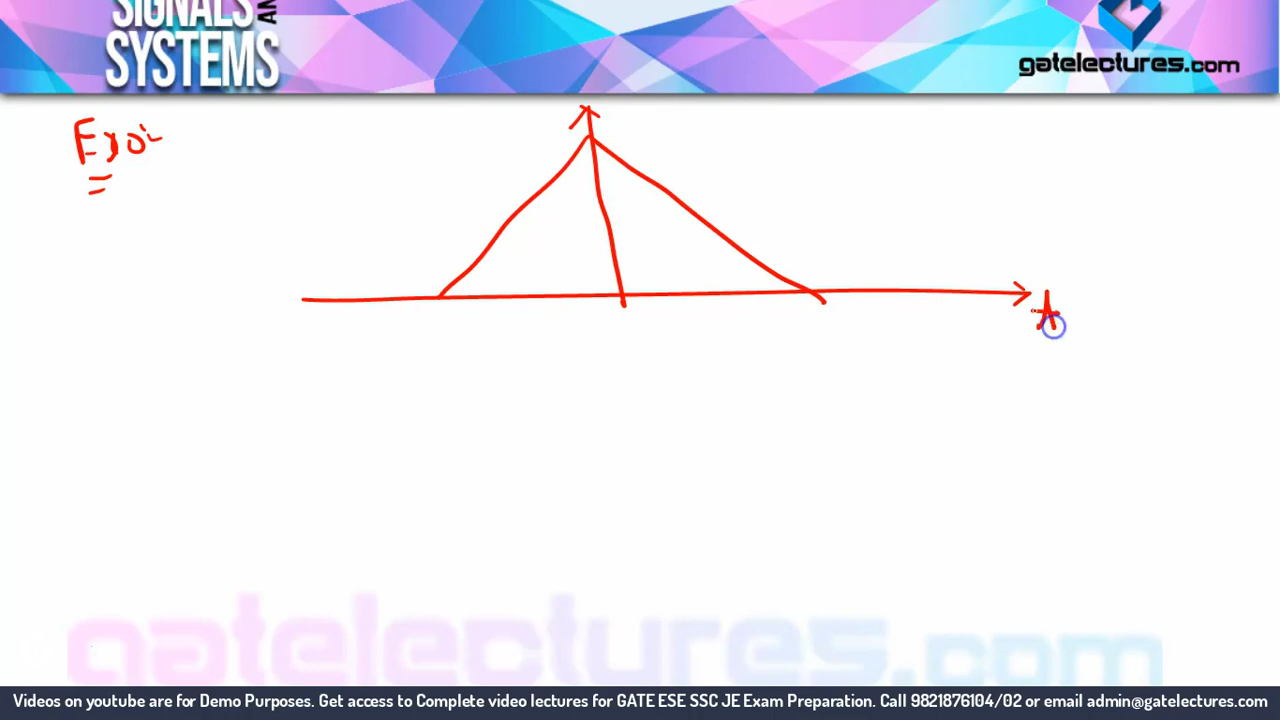 SIGNALS AND
SYSTEMS
gatelectures.com
gatelectures.com
Videos on youtube are for Demo Purposes. Get access to Complete video lectures for GATE ESE SSC JE Exam Preparation. Call 9821876104/02 or email admin@gatelectures.com